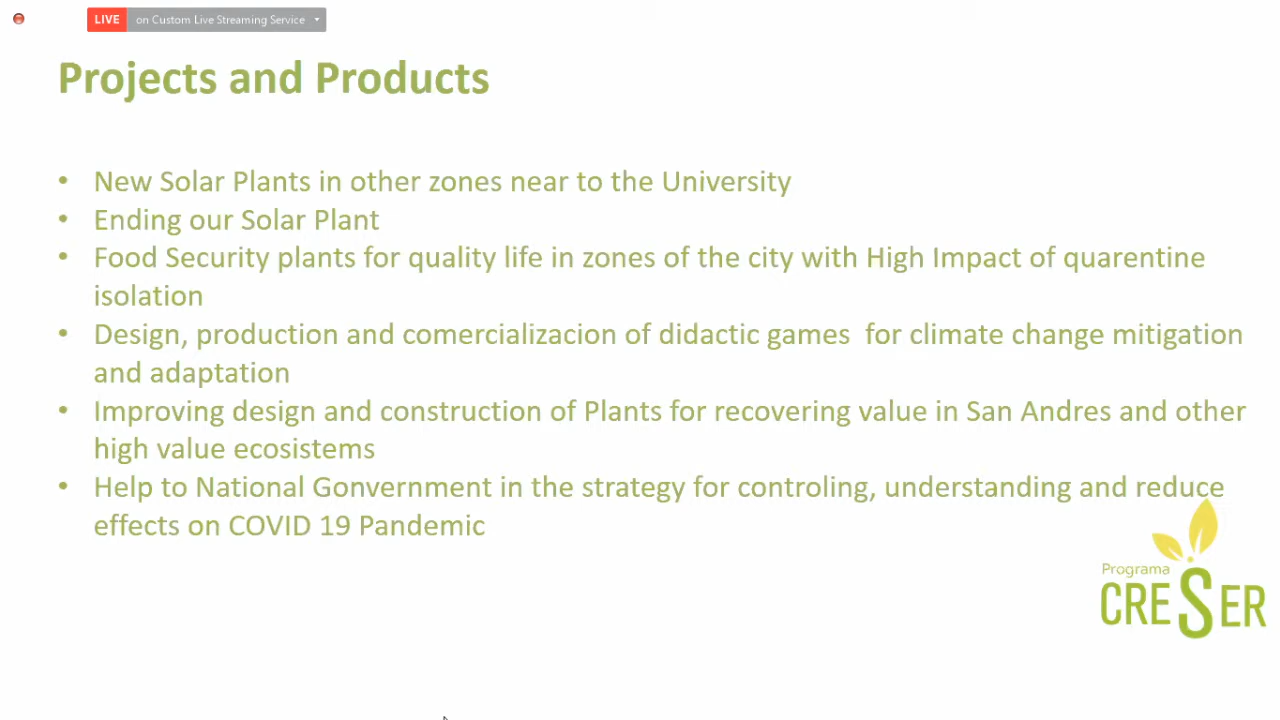 LIVE on Custom Live Streaming Service
Projects and Products
• New Solar Plants in other zones near to the University
• Ending our Solar Plant
• Food Security plants for quality life in zones of the city with High Impact of quarentine
isolation
• Design, production and comercializacion of didactic games for climate change mitigation
and adaptation
• Improving design and construction of Plants for recovering value in San Andres and other
high value ecosistems
• Help to National Gonvernment in the strategy for controling, understanding and reduce
effects on COVID 19 Pandemic
Programa
CRESER